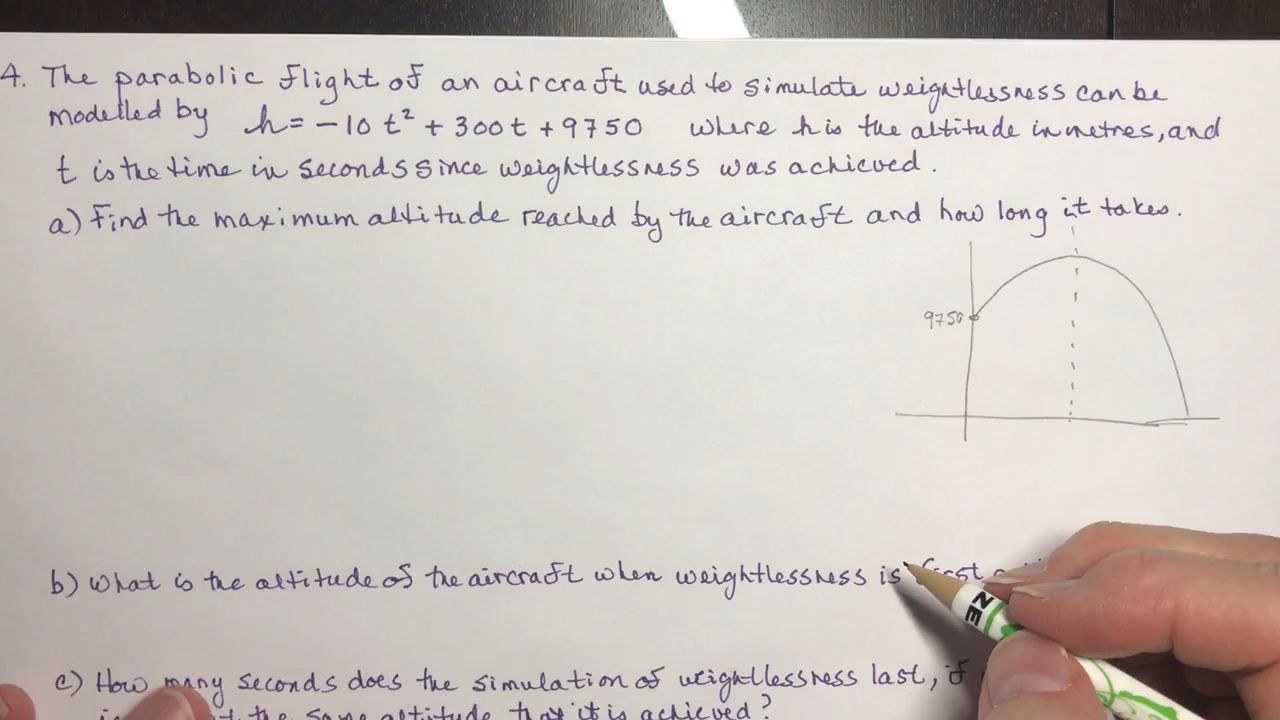 4. The parabolic flight of an aircraft used to simulate weightlessness can be
modelled by h = -10t² + 300t + 9750 where h is the altitude in metres, and
t is the time in seconds since weightlessness was achieved.
a) Find the maximum altitude reached by the aircraft and how long it takes.
9750
b) What is the altitude of the aircraft when weightlessness is first
NZE
c) How many seconds does the simulation of weightlessness last, if
the same altitude that it is achieved?